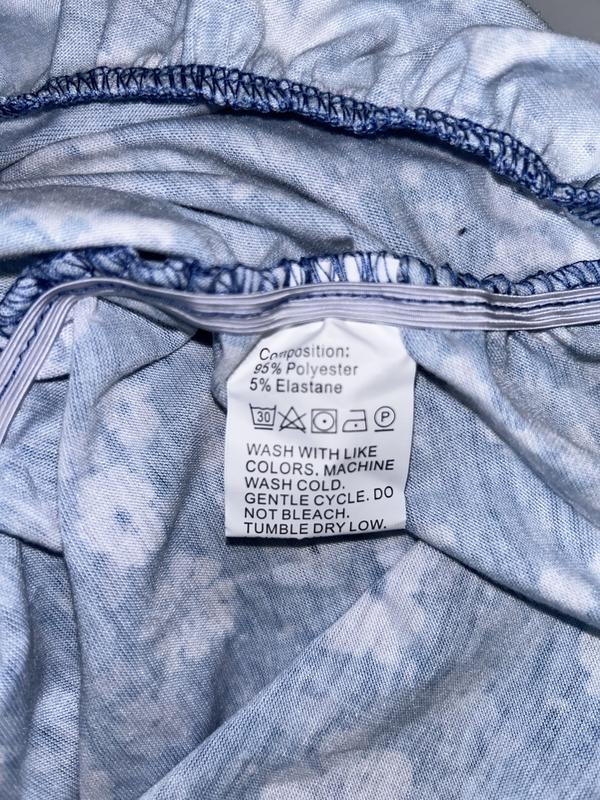 Composition:
95% Polyester
5% Elastane
30 P
WASH WITH LIKE
COLORS. MACHINE
WASH COLD.
GENTLE CYCLE. DO
NOT BLEACH.
TUMBLE DRY LOW.